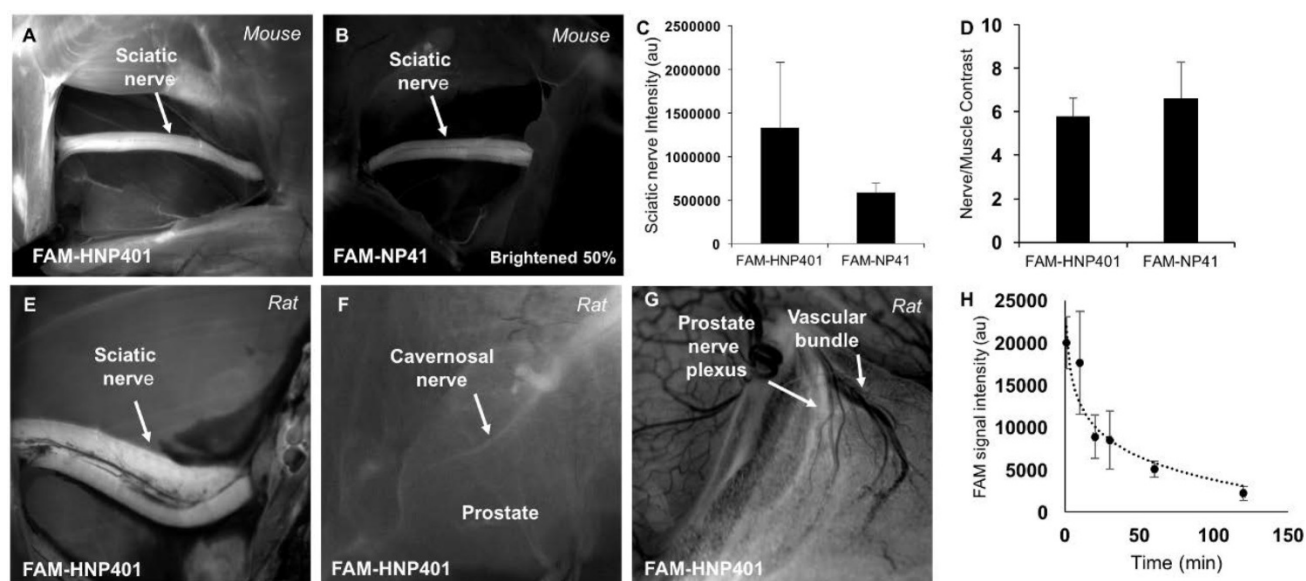 A
Mouse
Sciatic
nerve
FAM-HNP401
B
Mouse
Sciatic
nerve
FAM-NP41
Brightened 50%
C
Sciatic nerve Intensity (au)
2500000
2000000
1500000
1000000
500000
0
FAM-HNP401
FAM-NP41
D
Nerve/Muscle Contrast
10
8
6
4
2
0
FAM-HNP401
FAM-NP41
E
Rat
Sciatic
nerve
FAM-HNP401
F
Rat
Cavernosal
nerve
Prostate
FAM-HNP401
G
Rat
Prostate
nerve
plexus
Vascular
bundle
FAM-HNP401
H
FAM signal intensity (au)
25000
20000
15000
10000
5000
0
0
50
100
150
Time (min)